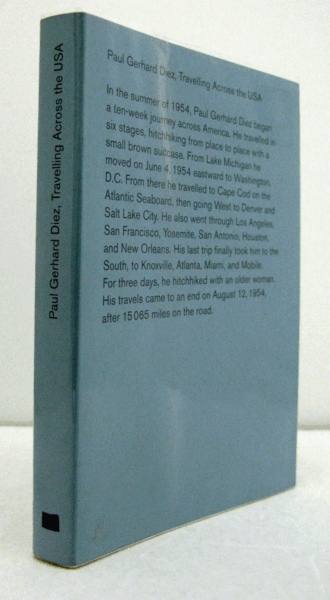 Paul Gerhard Diez, Travelling Across the USA
Paul Gerhard Diez, Travelling Across the USA
In the summer of 1954, Paul Gerhard Diez began
a ten-week journey across America. He travelled in
six stages, hitchhiking from place to place with a
small brown suitcase. From Lake Michigan he
moved on June 4, 1954 eastward to Washington,
D.C. From there he travelled to Cape Cod on the
Atlantic Seaboard, then going West to Denver and
Salt Lake City. He also went through Los Angeles,
San Francisco, Yosemite, San Antonio, Houston,
and New Orleans. His last trip finally took him to the
South, to Knoxville, Atlanta, Miami, and Mobile.
For three days, he hitchhiked with an older woman.
His travels came to an end on August 12, 1954,
after 15 065 miles on the road.